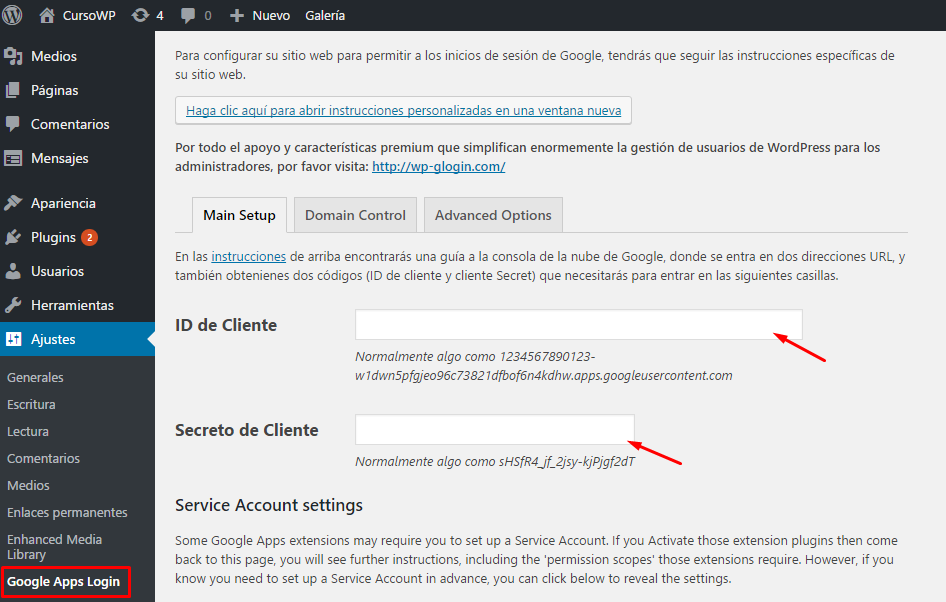 CursoWP 4 0 Nuevo Galería
Medios
Páginas
Comentarios
Mensajes
Apariencia
Plugins 2
Usuarios
Herramientas
Ajustes
Generales
Escritura
Lectura
Comentarios
Medios
Enlaces permanentes
Enhanced Media
Library
Google Apps Login
Para configurar su sitio web para permitir a los inicios de sesión de Google, tendrás que seguir las instrucciones específicas de
su sitio web.
Haga clic aquí para abrir instrucciones personalizadas en una ventana nueva
Por todo el apoyo y características premium que simplifican enormemente la gestión de usuarios de WordPress para los
administradores, por favor visita: http://wp-glogin.com/
Main Setup Domain Control Advanced Options
En las instrucciones de arriba encontrarás una guía a la consola de la nube de Google, donde se entra en dos direcciones URL, y
también obtenienes dos códigos (ID de cliente y cliente Secret) que necesitarás para entrar en las siguientes casillas.
ID de Cliente
Normalmente algo como 1234567890123-
w1dwn5pfgjeo96c73821dfbof6n4kdhw.apps.googleusercontent.com
Secreto de Cliente
Normalmente algo como sHSfR4_jf_2jsy-kjPjgf2dT
Service Account settings
Some Google Apps extensions may require you to set up a Service Account. If you Activate those extension plugins then come
back to this page, you will see further instructions, including the 'permission scopes' those extensions require. However, if you
know you need to set up a Service Account in advance, you can click below to reveal the settings.